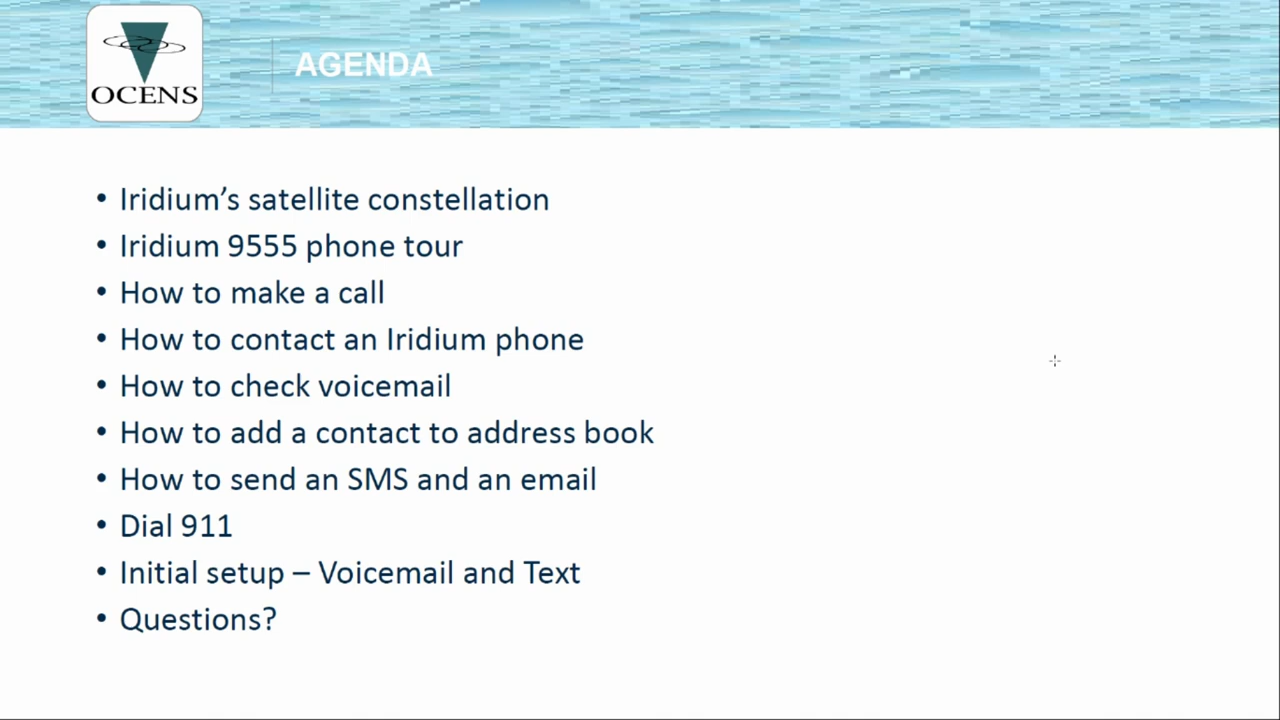 OCENS
AGENDA
• Iridium’s satellite constellation
• Iridium 9555 phone tour
• How to make a call
• How to contact an Iridium phone
• How to check voicemail
• How to add a contact to address book
• How to send an SMS and an email
• Dial 911
• Initial setup – Voicemail and Text
• Questions?